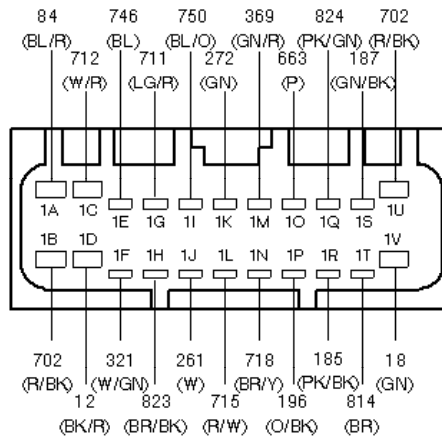 84 746 750 369 824 702
(BL/R) (BL) (BL/O) (GN/R) (PK/GN) (R/BK)
712 711 272 663 187
(W/R) (LG/R) (GN) (P) (GN/BK)
1A 1C 1E 1G 1I 1K 1M 1O 1Q 1S 1U
1B 1D 1F 1H 1J 1L 1N 1P 1R 1T 1V
702 321 261 718 185 18
(R/BK) (W/GN) (W) (BR/Y) (PK/BK) (GN)
12 823 715 196 814
(BK/R) (BR/BK) (R/W) (O/BK) (BR)